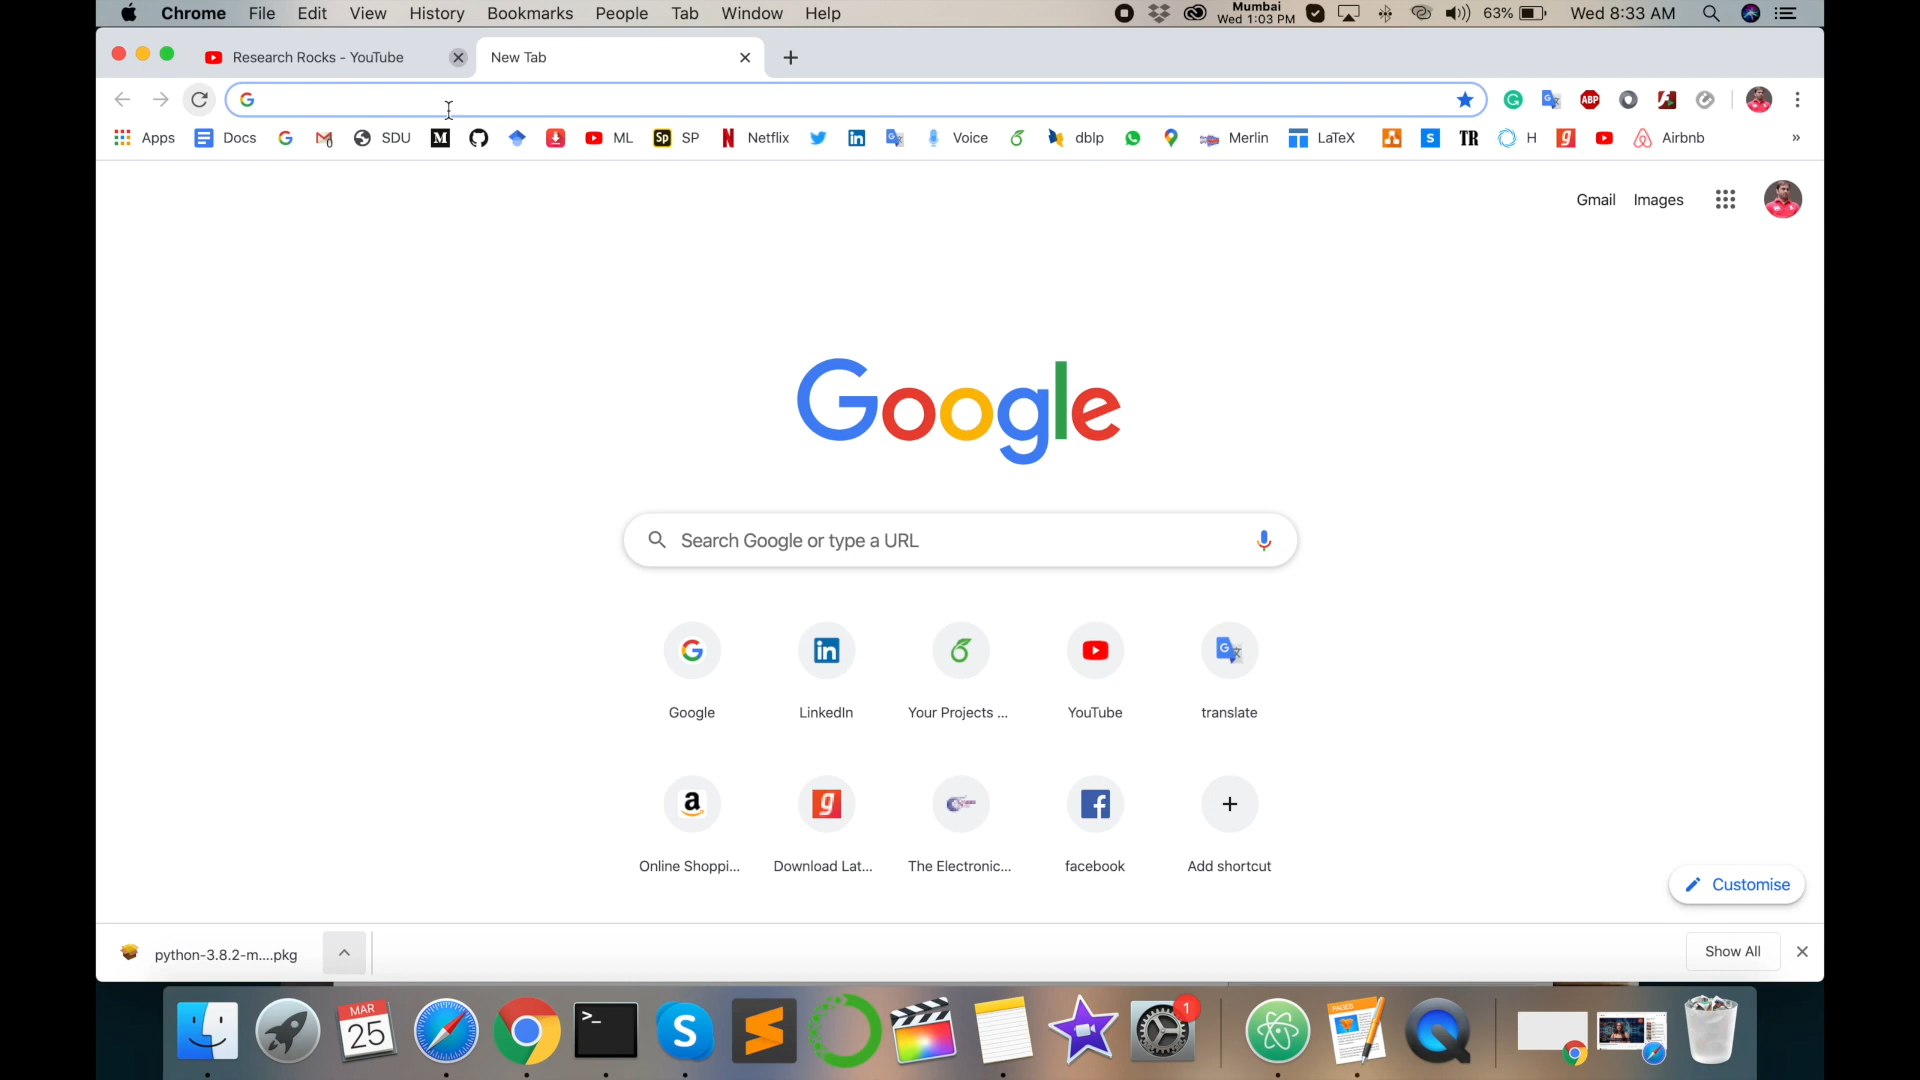 Chrome File Edit View History Bookmarks People Tab Window Help Mumbai Wed 1:03 PM 63% Wed 8:33 AM
Research Rocks - YouTube New Tab
Apps Docs SDU ML SP Netflix Voice dblp Merlin LaTeX TR H Airbnb »
Gmail Images
Google
Search Google or type a URL
Google LinkedIn Your Projects ... YouTube translate
Online Shoppi... Download Lat... The Electronic... facebook Add shortcut
Customise
python-3.8.2-m....pkg Show All
MAR
25
PAGES
1